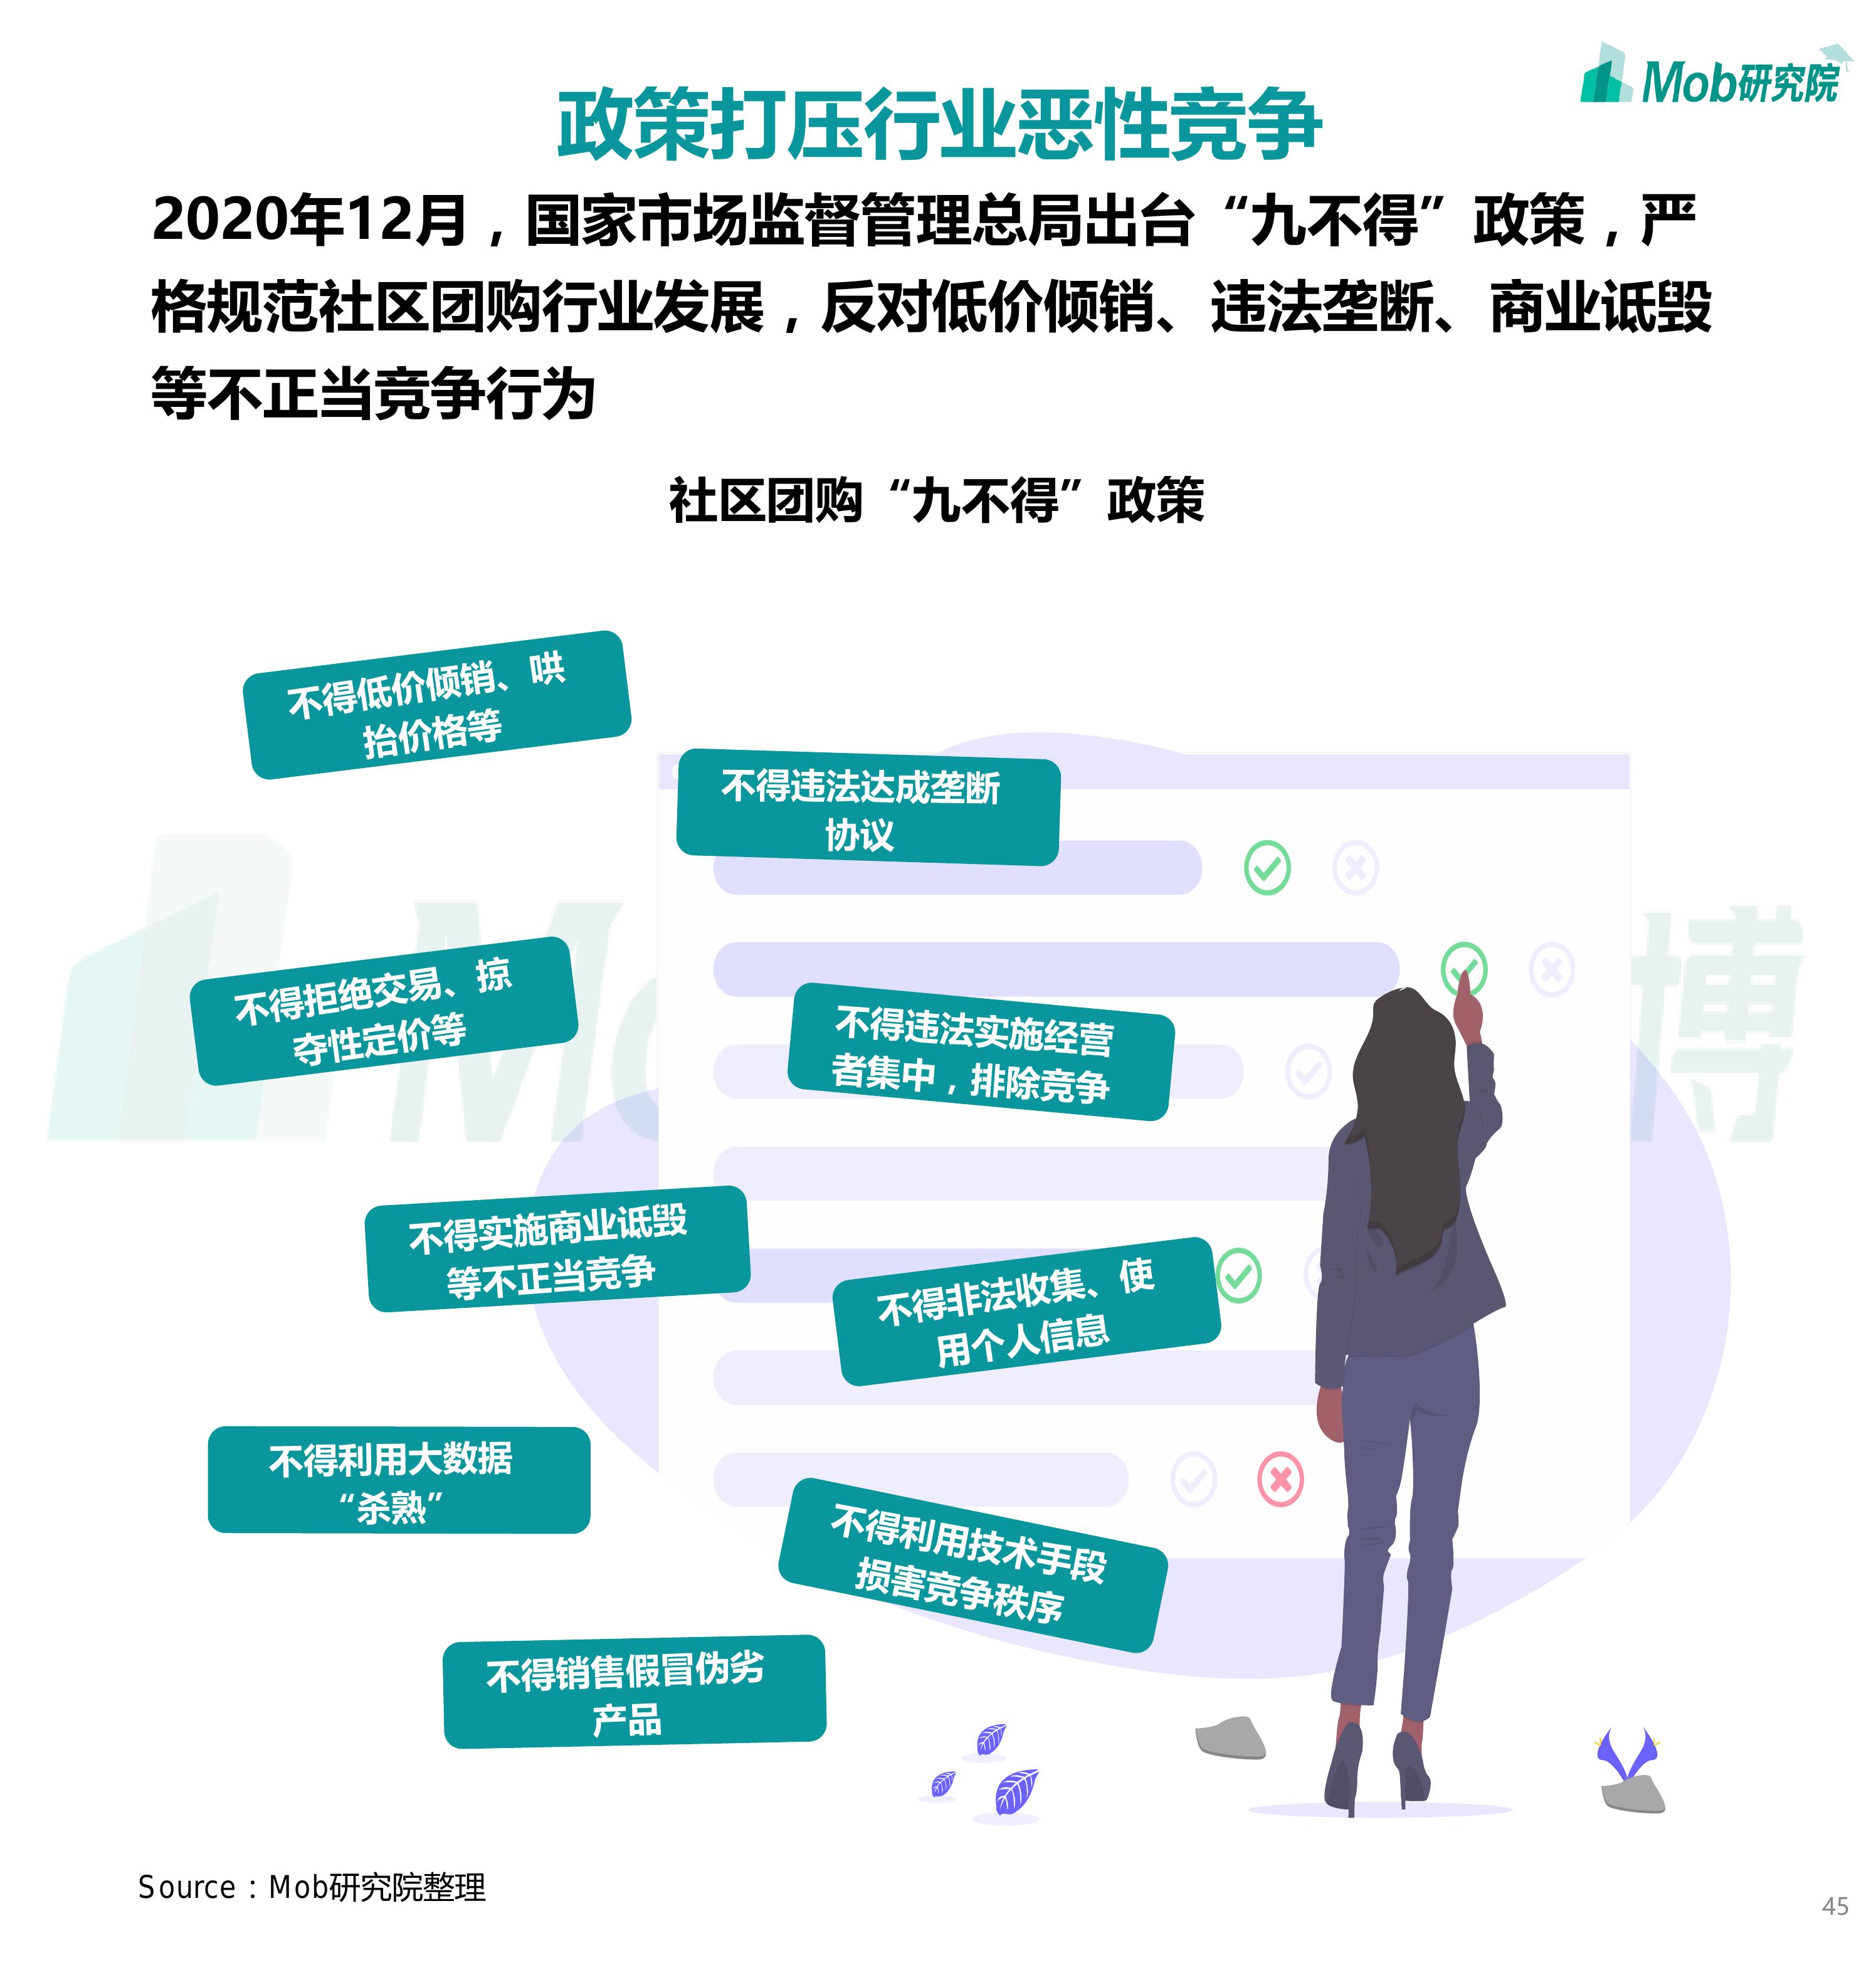 Mob研究院
政策打压行业恶性竞争
2020年12月，国家市场监督管理总局出台“九不得”政策，严
格规范社区团购行业发展，反对低价倾销、违法垄断、商业诋毁
等不正当竞争行为
社区团购“九不得”政策
不得低价倾销、哄
抬价格等
不得违法达成垄断
协议
不得拒绝交易、掠
夺性定价等
不得违法实施经营
者集中，排除竞争
不得实施商业诋毁
等不正当竞争
不得非法收集、使
用个人信息
不得利用大数据
“杀熟”
不得利用技术手段
损害竞争秩序
不得销售假冒伪劣
产品
Source：Mob研究院整理
45